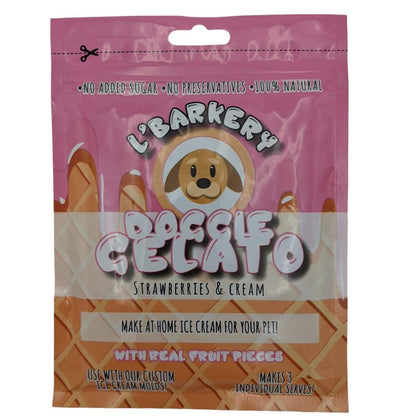 •NO ADDED SUGAR •NO PRESERVATIVES •100% NATURAL
L'BARKERY
DOGGIE
GELATO
STRAWBERRIES & CREAM
MAKE AT HOME ICE CREAM FOR YOUR PET!
WITH REAL FRUIT PIECES
USE WITH OUR CUSTOM
ICE CREAM MOLDS!
MAKES 3
INDIVIDUAL SERVES!